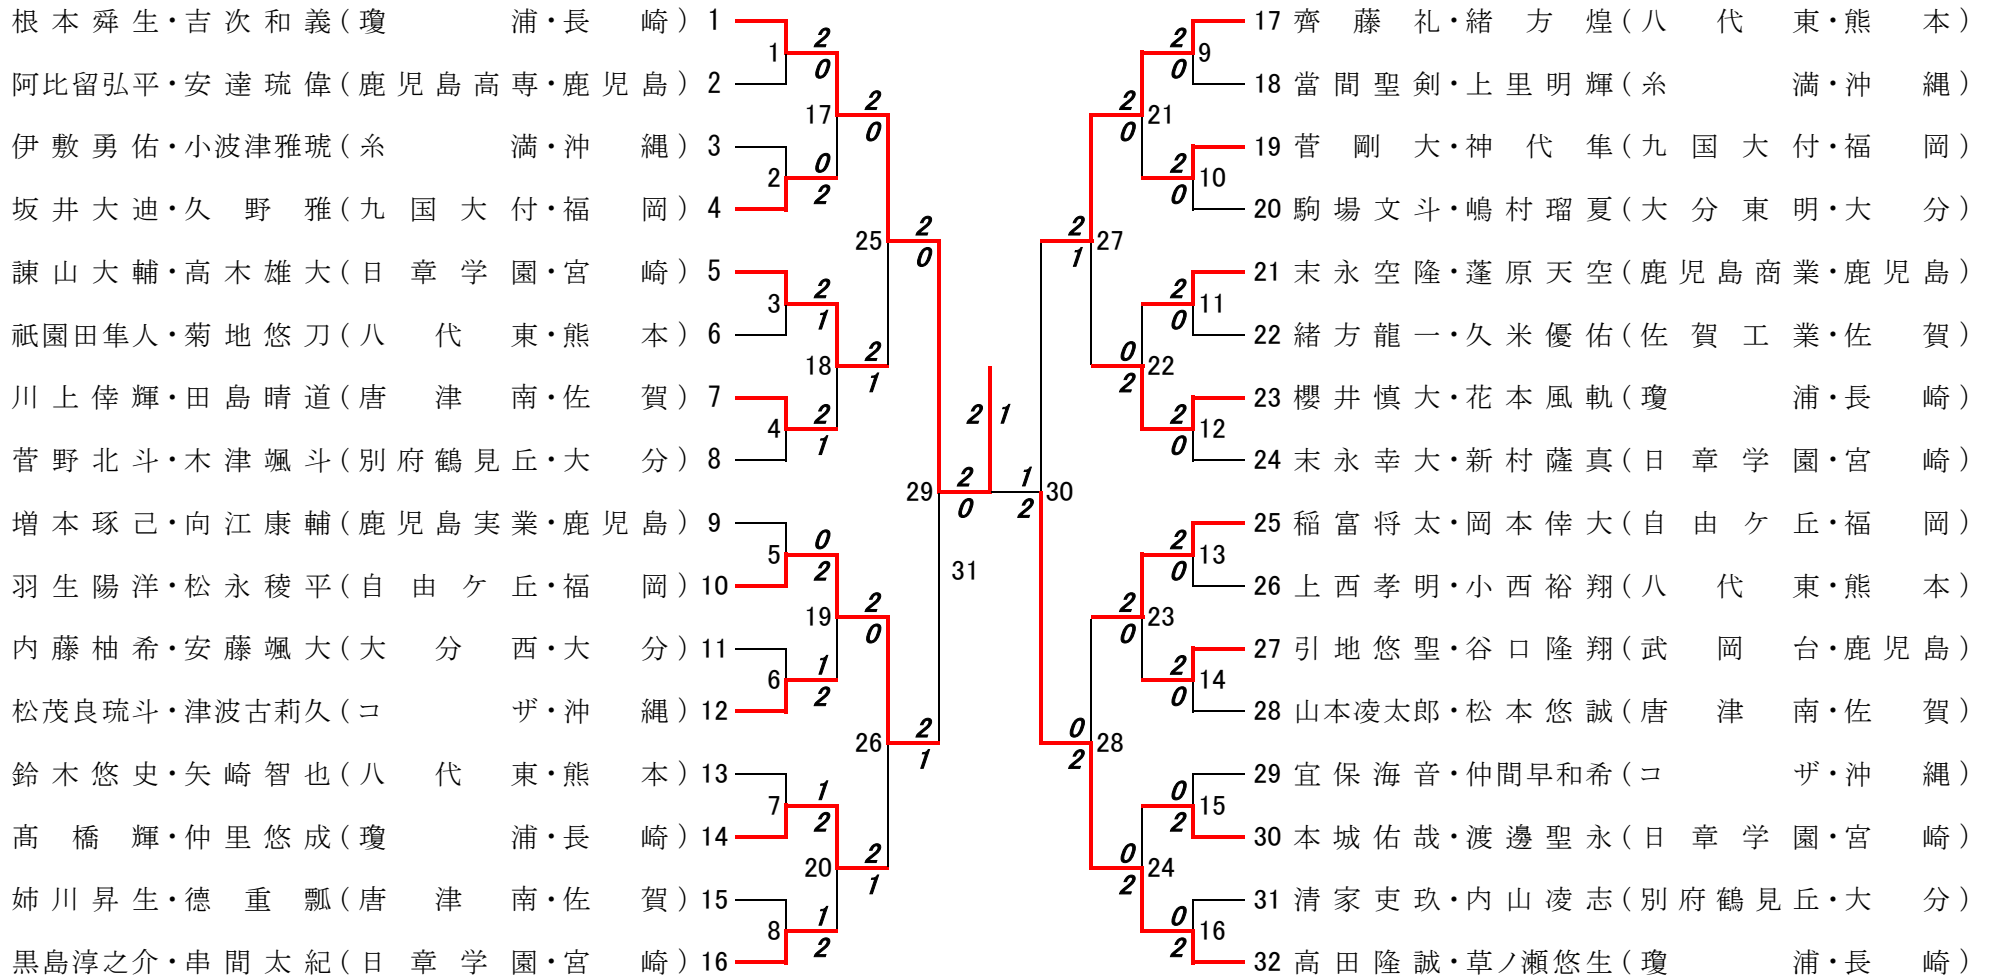 根本舜生・吉次和義(瓊浦・長崎) 1
阿比留弘平・安達琉偉(鹿児島高専・鹿児島) 2
伊敷勇佑・小波津雅琥(糸満・沖縄) 3
坂井大迪・久野雅(九国大付・福岡) 4
諌山大輔・高木雄大(日章学園・宮崎) 5
祇園田隼人・菊地悠刀(八代東・熊本) 6
川上倖輝・田島晴道(唐津南・佐賀) 7
菅野北斗・木津颯斗(別府鶴見丘・大分) 8
増本琢己・向江康輔(鹿児島実業・鹿児島) 9
羽生陽洋・松永稜平(自由ケ丘・福岡) 10
内藤柚希・安藤颯大(大分西・大分) 11
松茂良琉斗・津波古莉久(コザ・沖縄) 12
鈴木悠史・矢崎智也(八代東・熊本) 13
髙橋輝・仲里悠成(瓊浦・長崎) 14
姉川昇生・德重瓢(唐津南・佐賀) 15
黒島淳之介・串間太紀(日章学園・宮崎) 16
1 2 0
2 0 2
3 2 1
4 2 1
5 0 2
6 1 2
7 1 2
8 1 2
17 2 0
18 2 1
19 2 0
20 2 1
25 2 0
26 2 1
29 2 0
2 1
31
30 1 2
27 2 1
28 0 2
21 2 0
22 0 2
23 2 0
24 0 2
9 2 0
10 2 0
11 2 0
12 2 0
13 2 0
14 2 0
15 0 2
16 0 2
17 齊藤礼・緒方煌(八代東・熊本)
18 當間聖剣・上里明輝(糸満・沖縄)
19 菅剛大・神代隼(九国大付・福岡)
20 駒場文斗・嶋村瑠夏(大分東明・大分)
21 末永空隆・蓬原天空(鹿児島商業・鹿児島)
22 緒方龍一・久米優佑(佐賀工業・佐賀)
23 櫻井慎大・花本風軌(瓊浦・長崎)
24 末永幸大・新村薩真(日章学園・宮崎)
25 稲富将太・岡本倖大(自由ケ丘・福岡)
26 上西孝明・小西裕翔(八代東・熊本)
27 引地悠聖・谷口隆翔(武岡台・鹿児島)
28 山本凌太郎・松本悠誠(唐津南・佐賀)
29 宜保海音・仲間早和希(コザ・沖縄)
30 本城佑哉・渡邊聖永(日章学園・宮崎)
31 清家吏玖・内山凌志(別府鶴見丘・大分)
32 高田隆誠・草ノ瀬悠生(瓊浦・長崎)